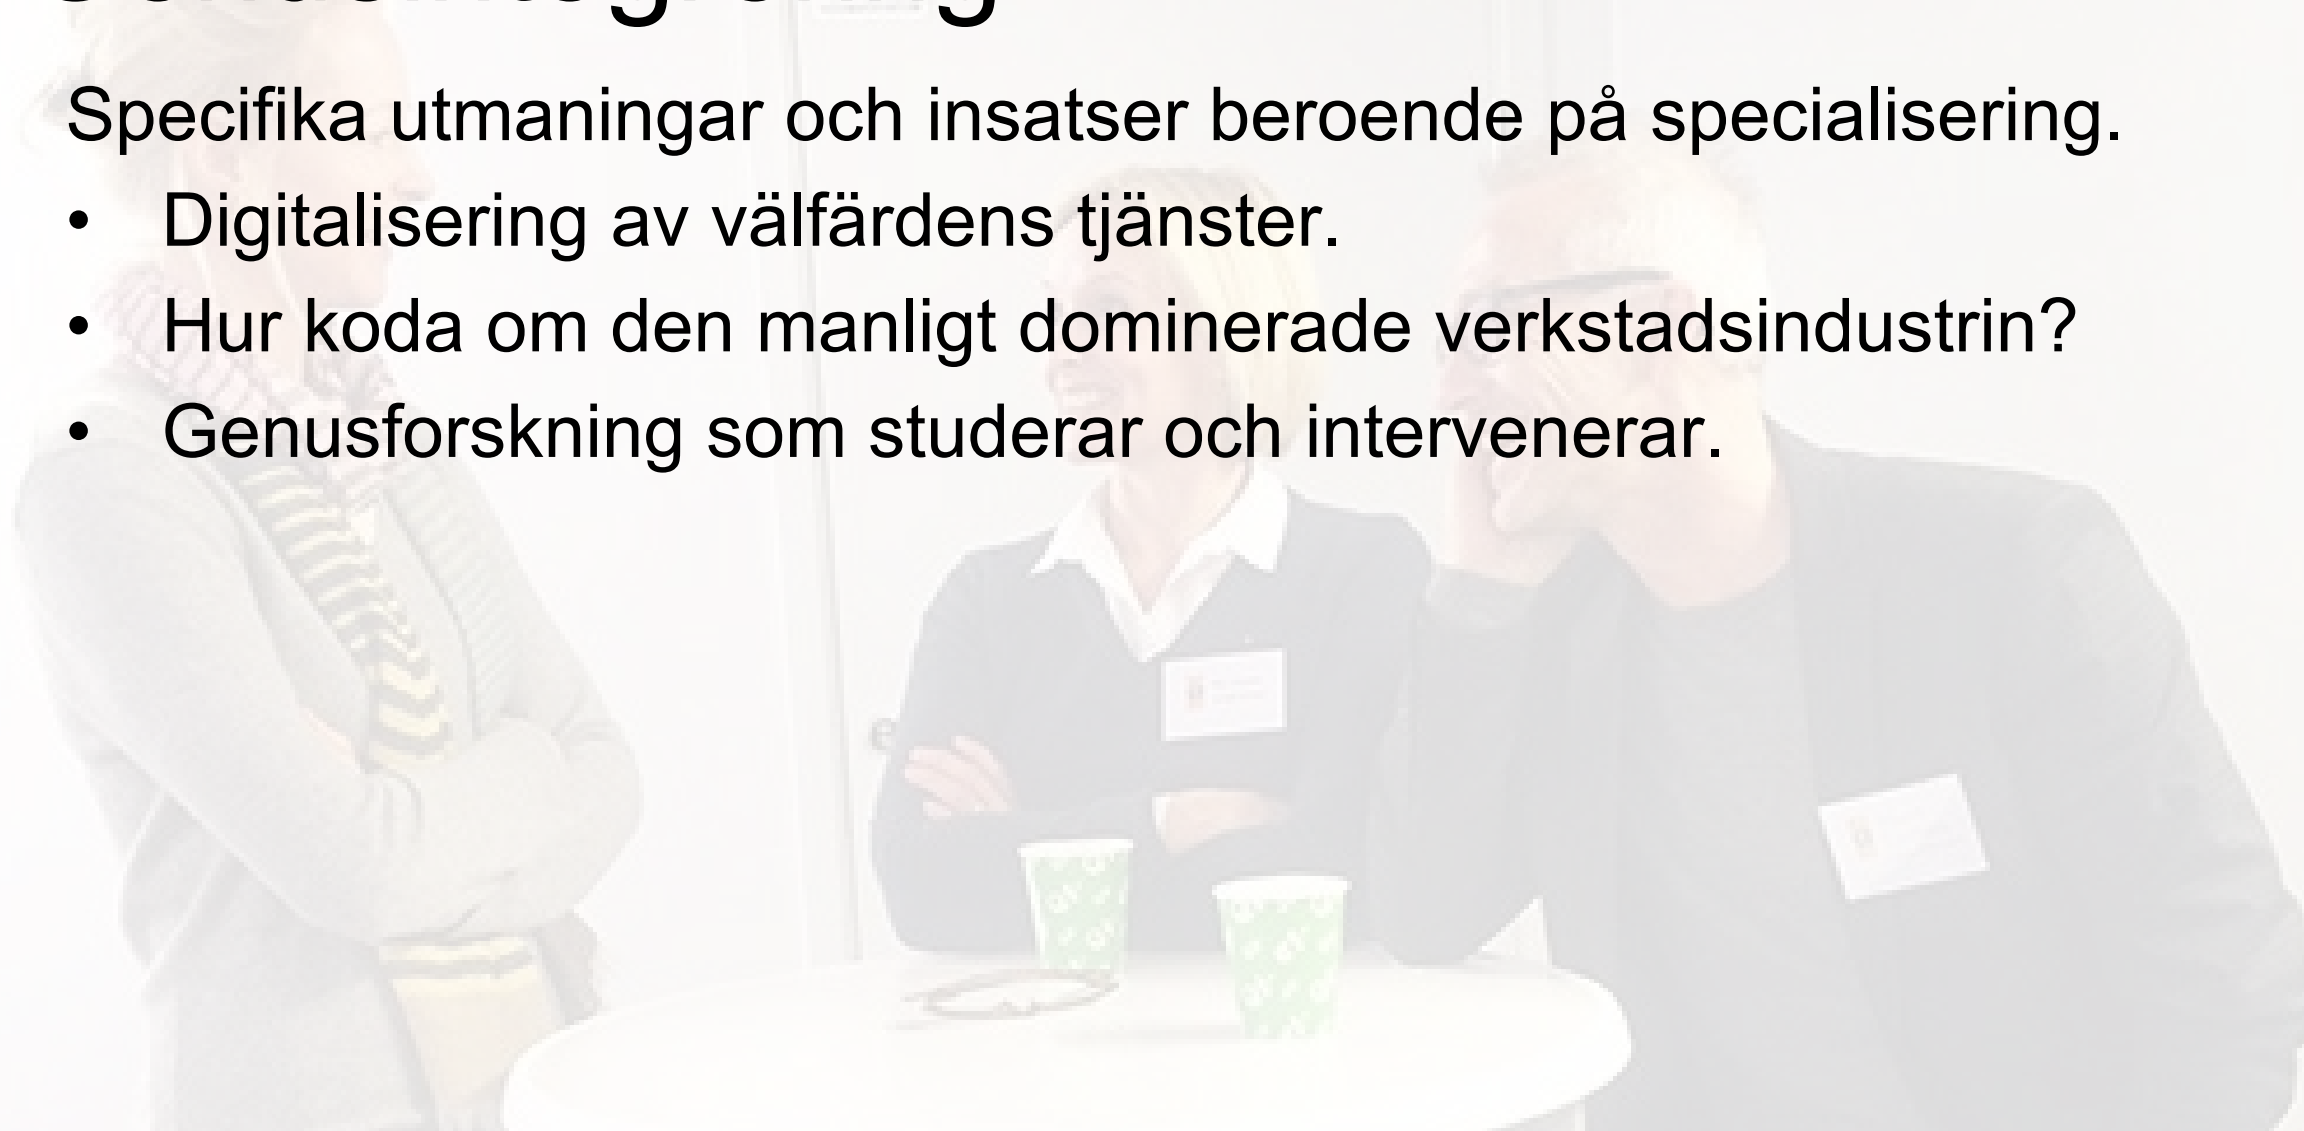 Specifika utmaningar och insatser beroende på specialisering.
• Digitalisering av välfärdens tjänster.
• Hur koda om den manligt dominerade verkstadsindustrin?
• Genusforskning som studerar och intervenerar.